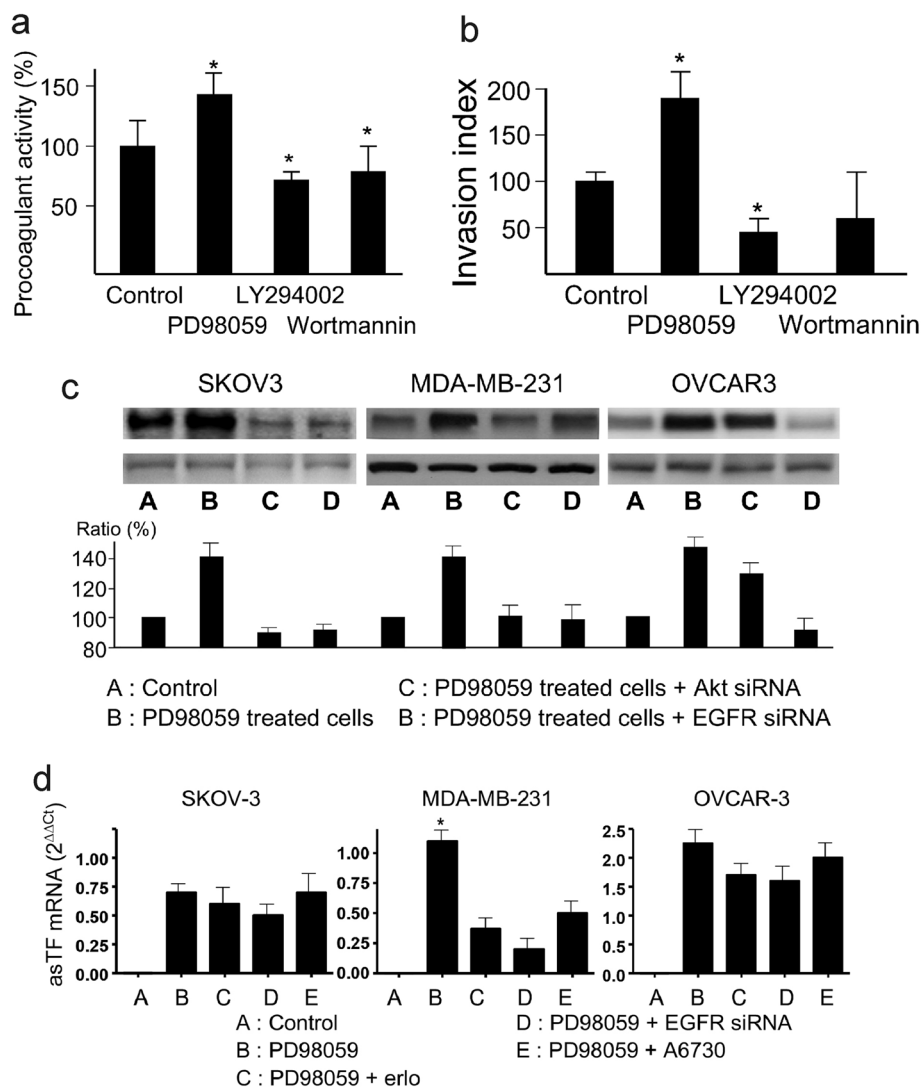 a
Procoagulant activity (%)
150
100
50
*
*
*
Control
LY294002
PD98059
Wortmannin
b
Invasion index
200
150
100
50
*
*
Control
LY294002
PD98059
Wortmannin
c
SKOV3
MDA-MB-231
OVCAR3
A B C D
A B C D
A B C D
Ratio (%)
140
120
100
80
A : Control
C : PD98059 treated cells + Akt siRNA
B : PD98059 treated cells
B : PD98059 treated cells + EGFR siRNA
d
SKOV-3
MDA-MB-231
OVCAR-3
asTF mRNA (2ΔΔCt)
1.00
0.75
0.50
0.25
0.00
A B C D E
*
1.00
0.75
0.50
0.25
0.00
A B C D E
2.5
2.0
1.5
1.0
0.5
0.0
A B C D E
A : Control
D : PD98059 + EGFR siRNA
B : PD98059
E : PD98059 + A6730
C : PD98059 + erlo